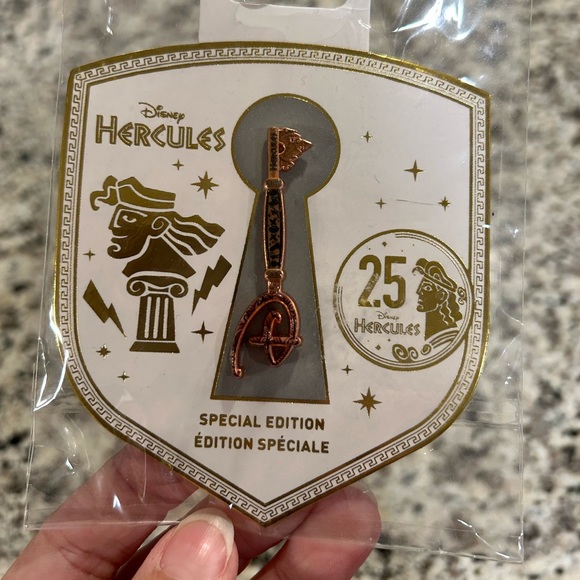 Disney
HERCULES
25
Disney
HERCULES
SPECIAL EDITION
ÉDITION SPÉCIALE